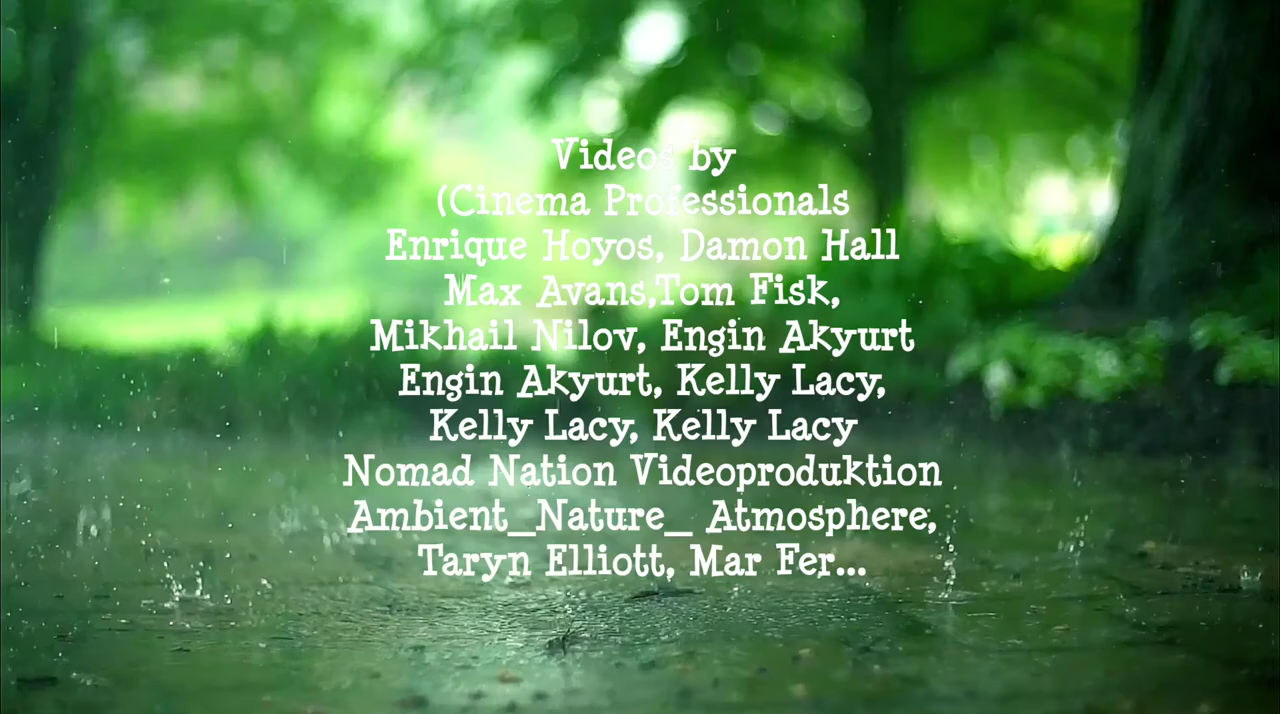 Videos by
(Cinema Professionals
Enrique Hoyos, Damon Hall
Max Avans,Tom Fisk,
Mikhail Nilov, Engin Akyurt
Engin Akyurt, Kelly Lacy,
Kelly Lacy, Kelly Lacy
Nomad Nation Videoproduktion
Ambient_Nature_ Atmosphere,
Taryn Elliott, Mar Fer...